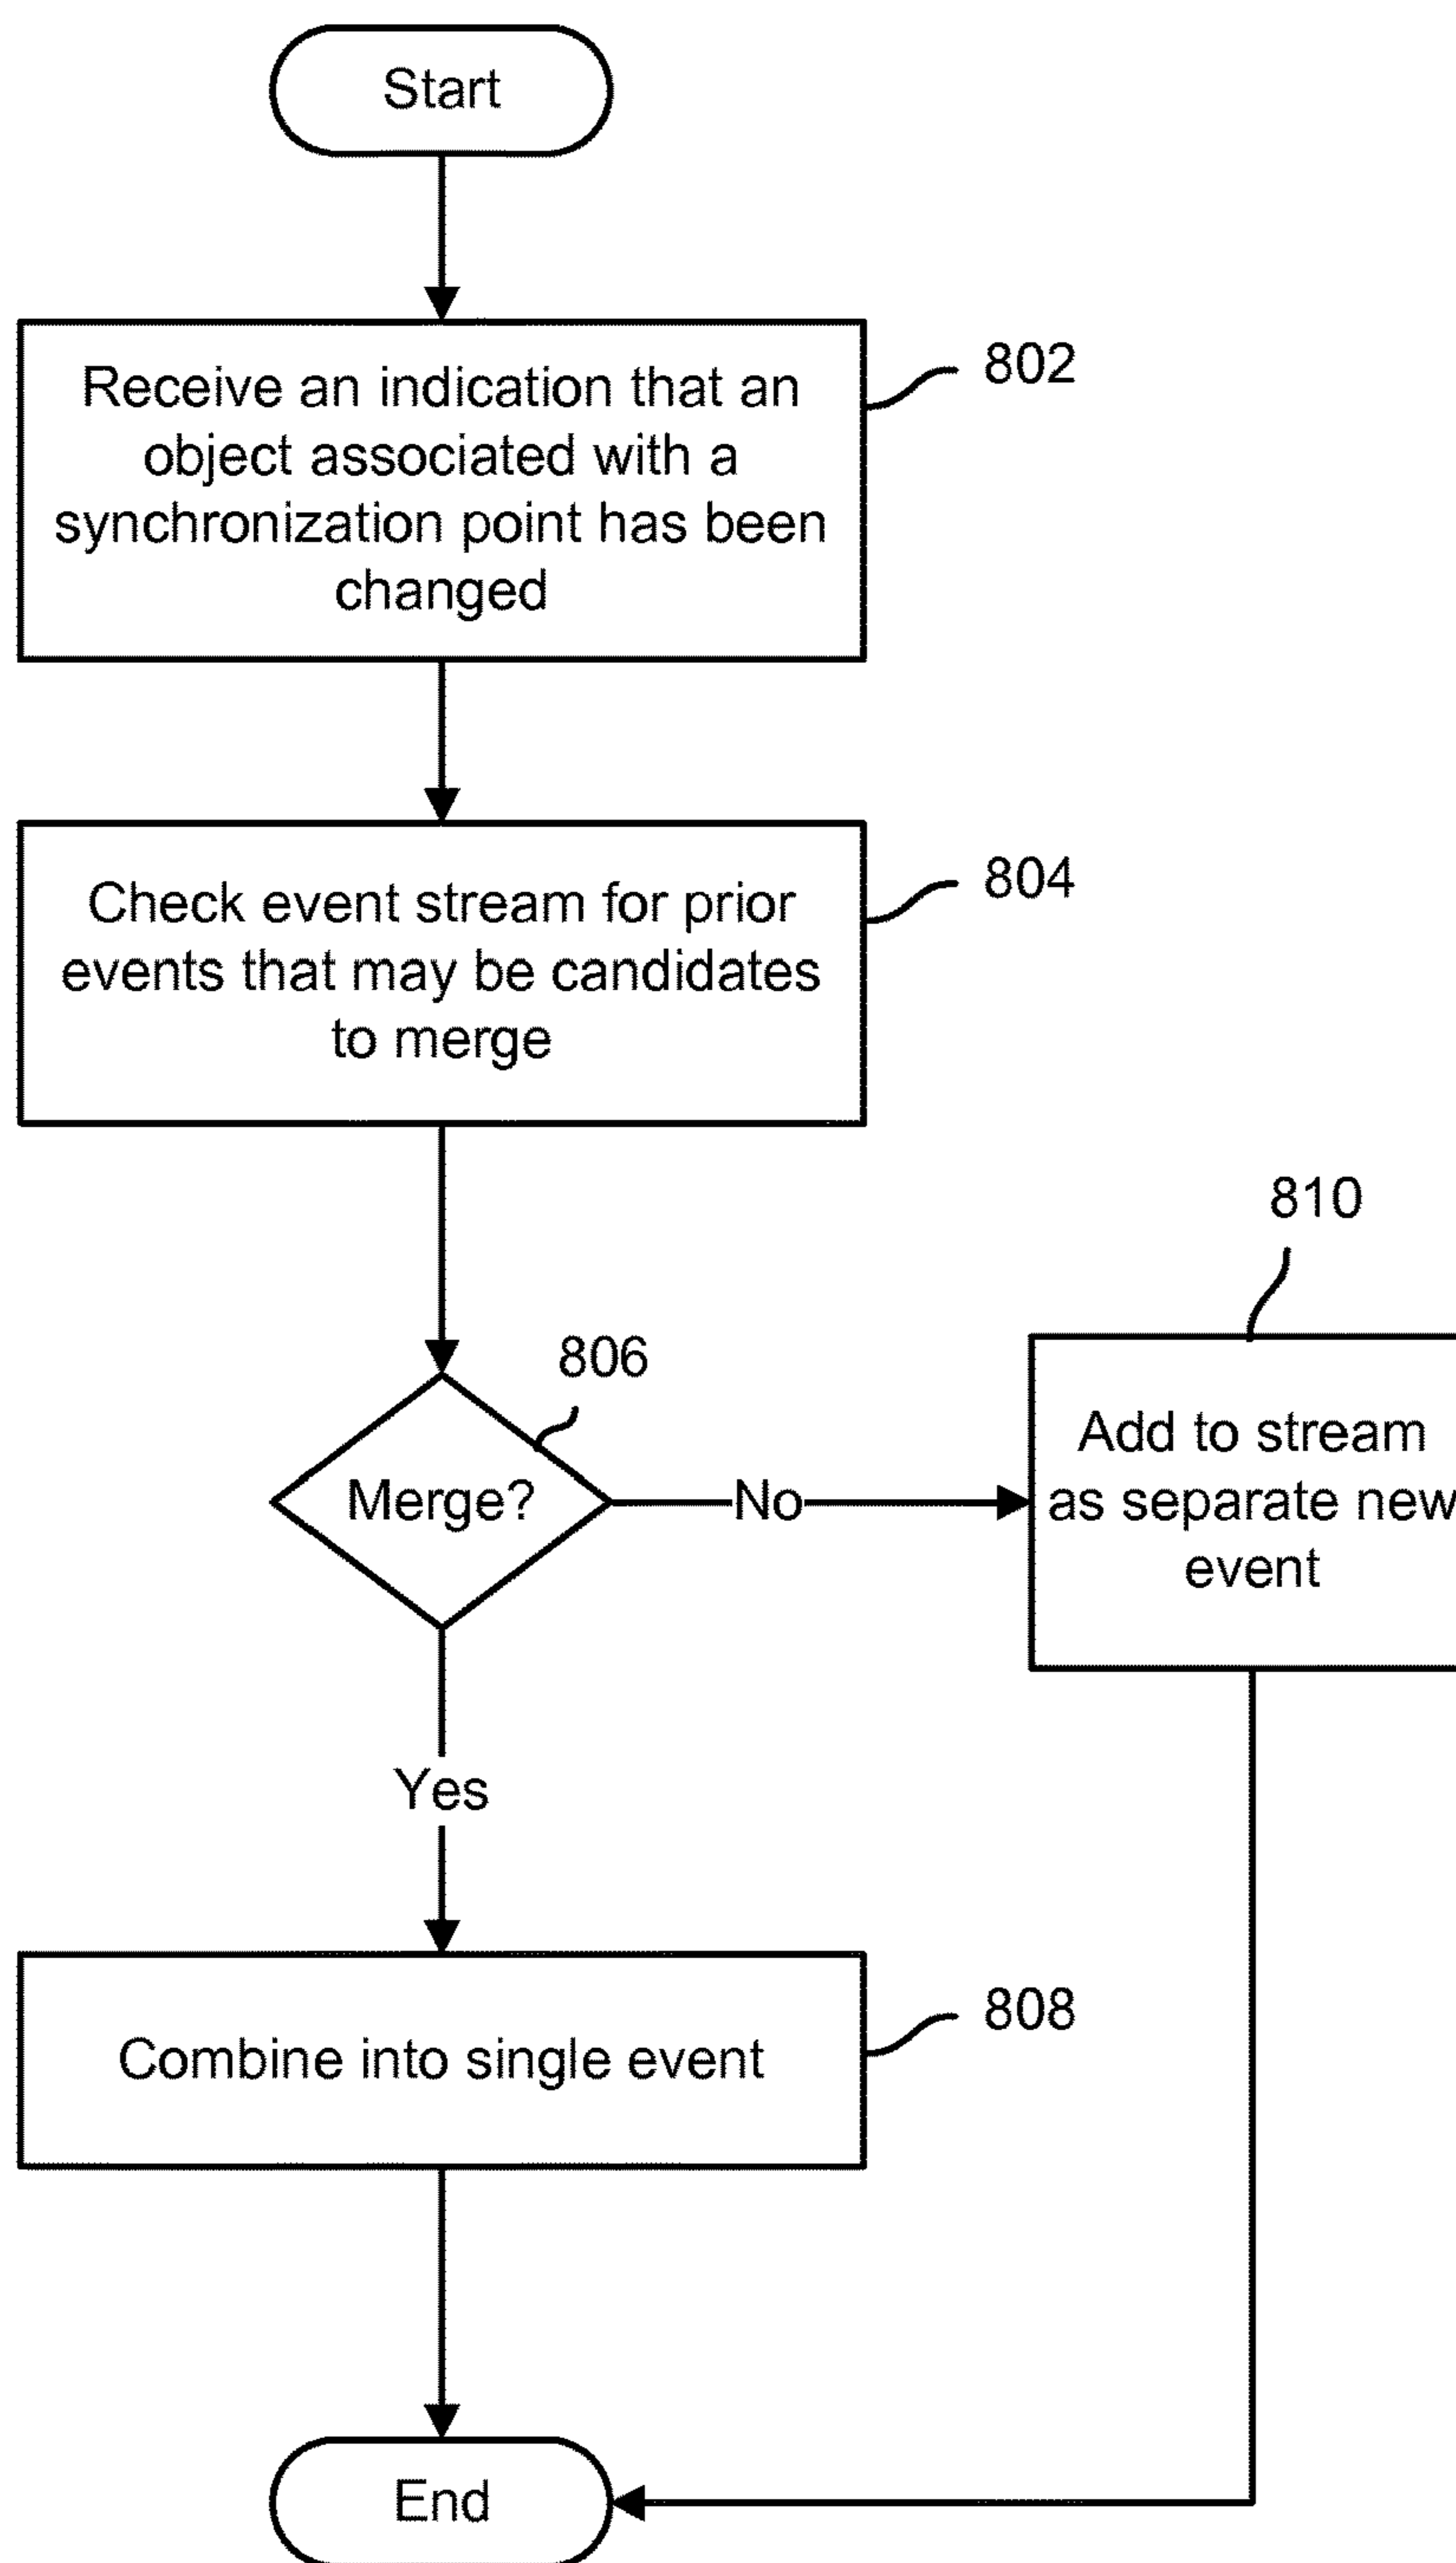 Start
Receive an indication that an
object associated with a
synchronization point has been
changed
802
Check event stream for prior
events that may be candidates
to merge
804
810
806
Merge?
No
Add to stream
as separate new
event
Yes
Combine into single event
808
End